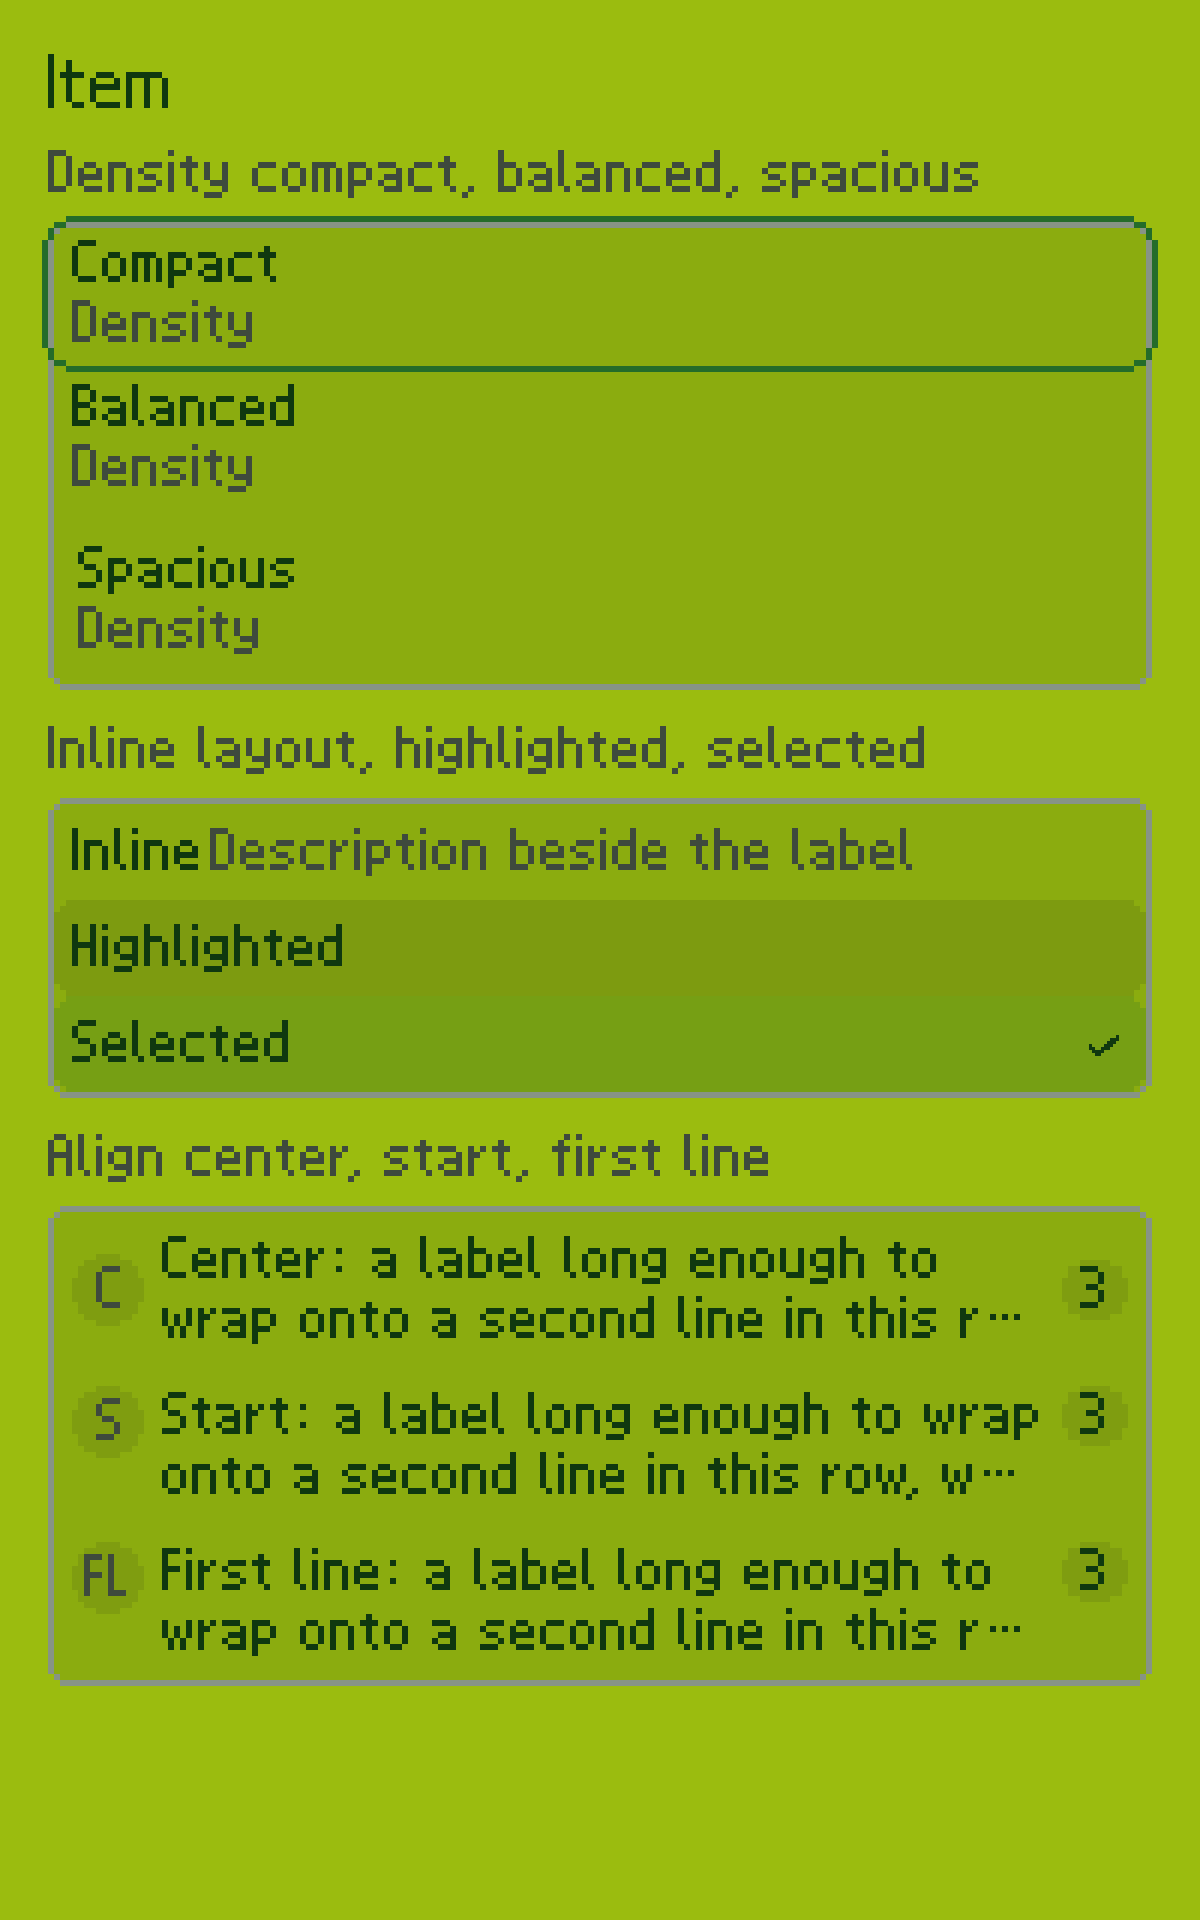 Item
Density compact, balanced, spacious
Compact
Density
Balanced
Density
Spacious
Density
Inline layout, highlighted, selected
Inline Description beside the label
Highlighted
Selected
Align center, start, first line
C Center: a label long enough to 3
wrap onto a second line in this r…
S Start: a label long enough to wrap 3
onto a second line in this row, w…
FL First line: a label long enough to 3
wrap onto a second line in this r…